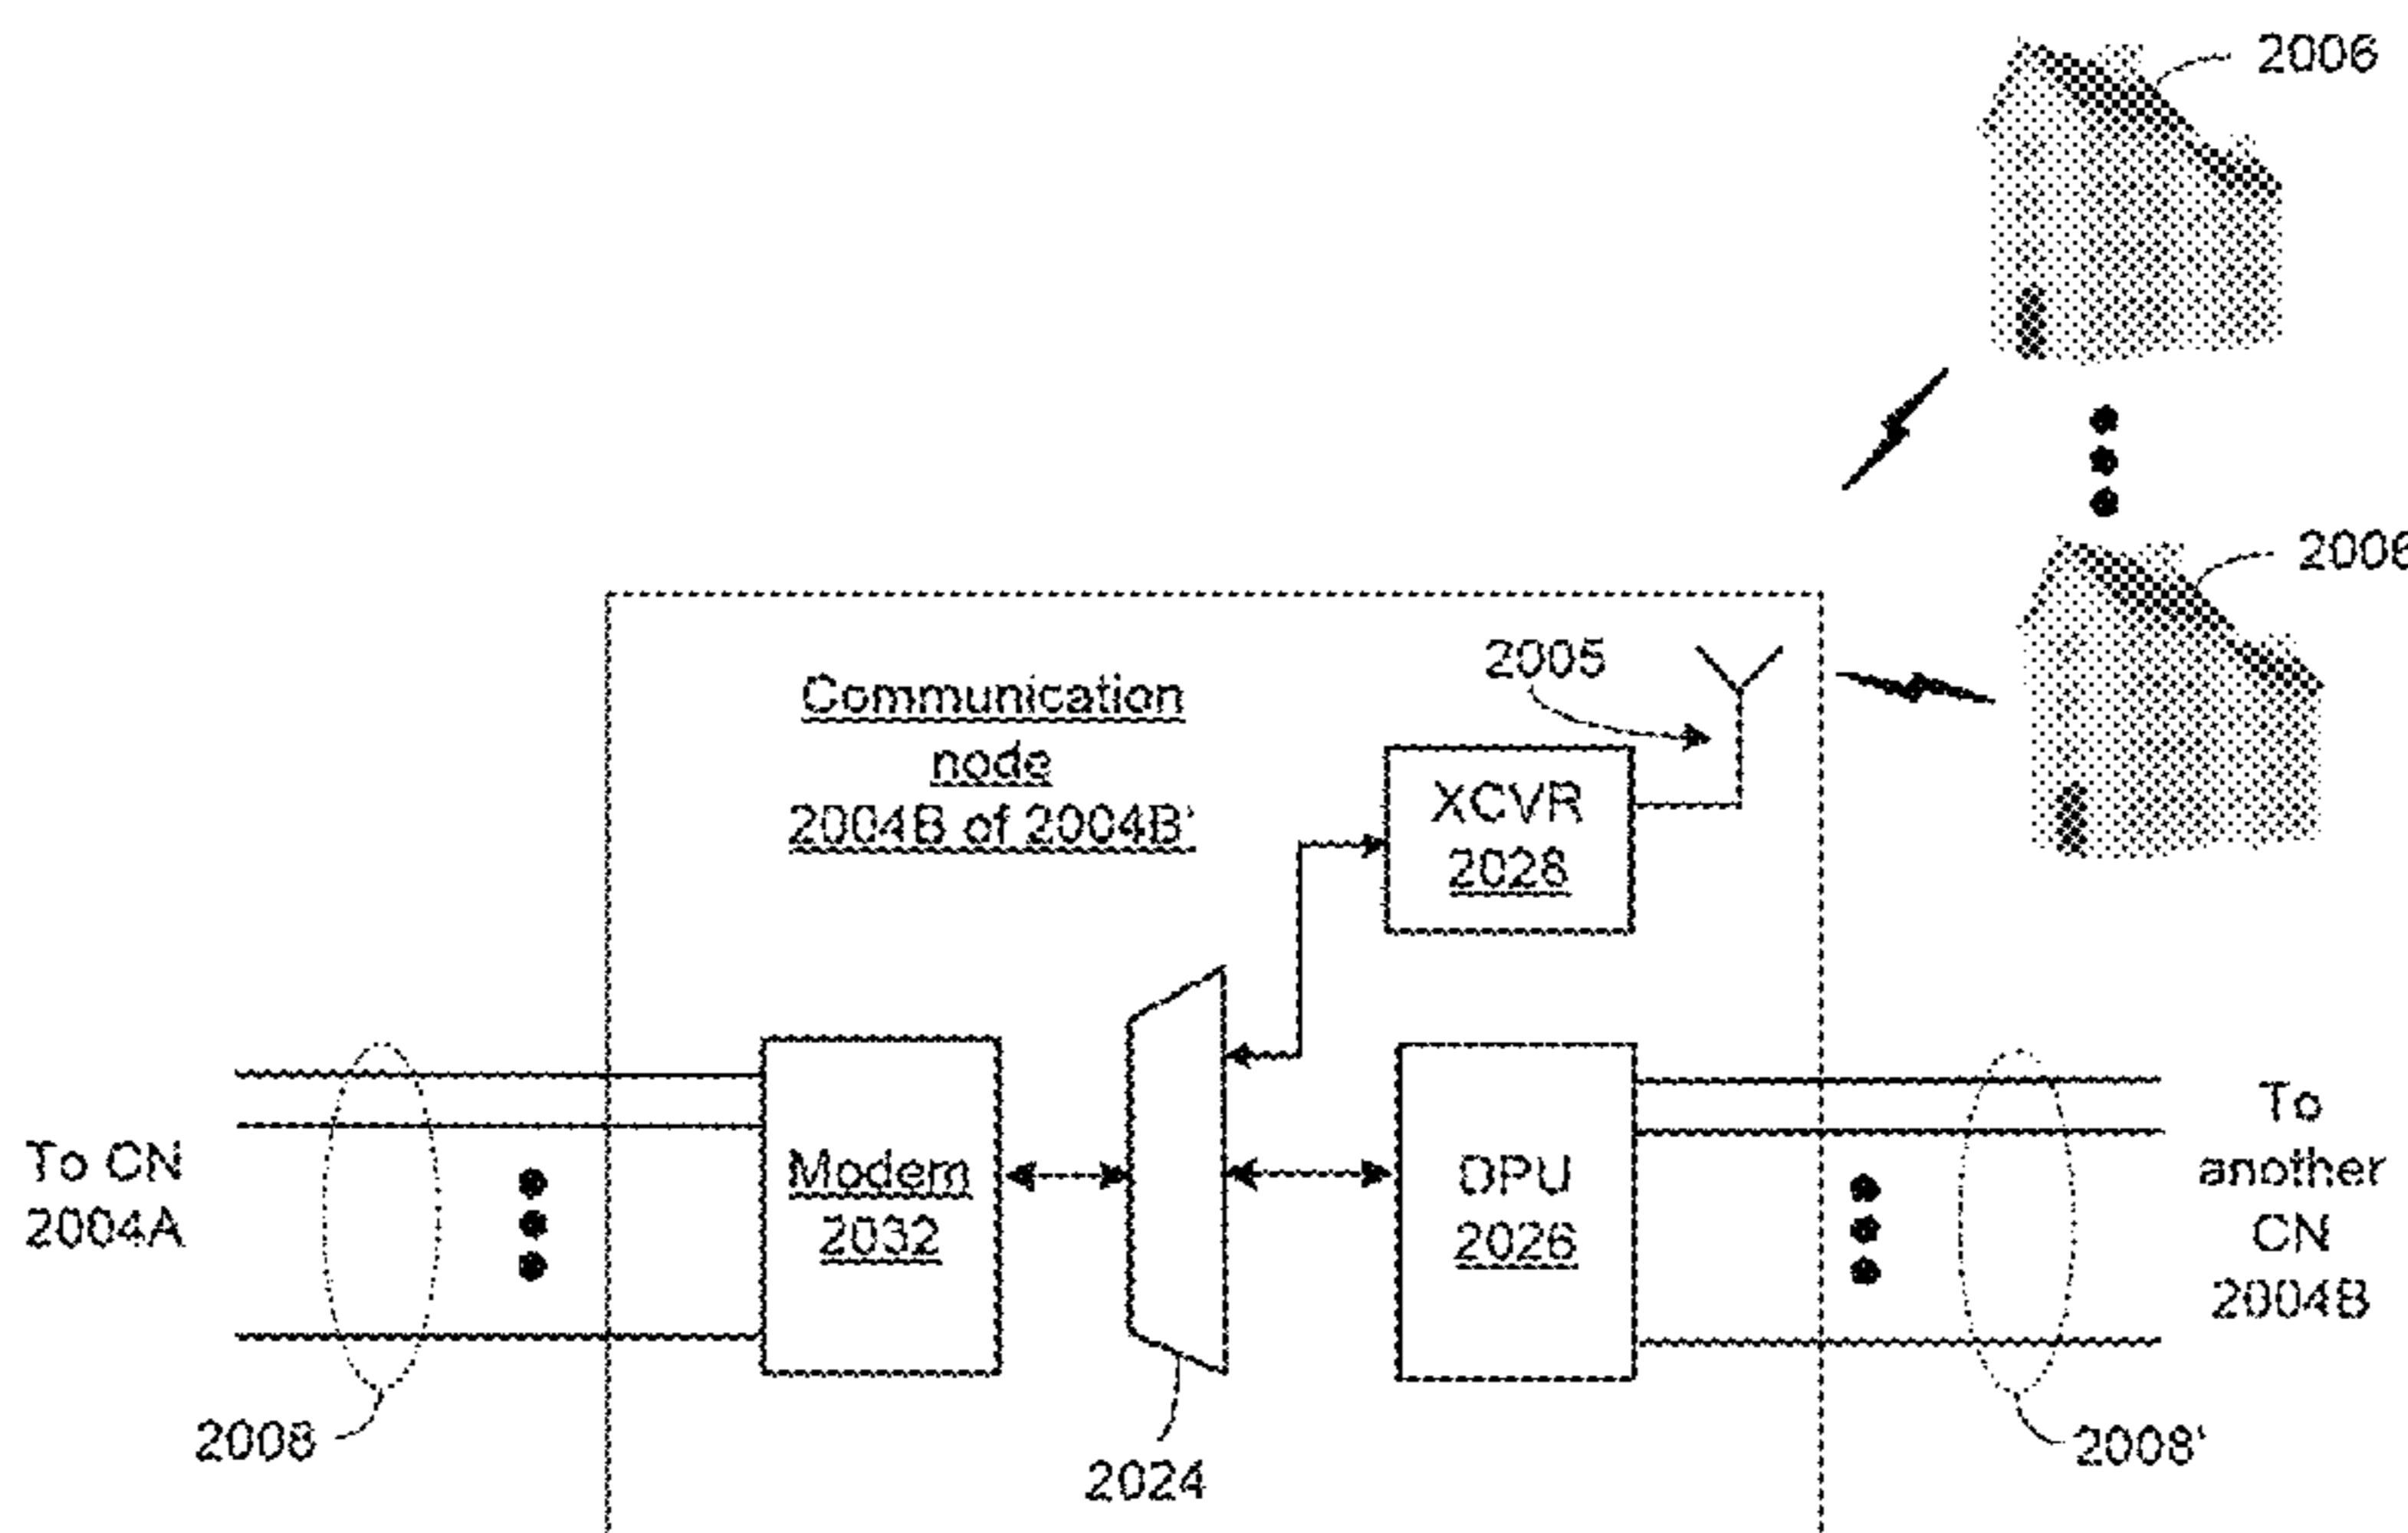 2006
2006
2005
Communication
node
2004B of 2004B'
XCVR
2028
To CN
2004A
Modem
2032
DPU
2026
To
another
CN
2004B
2008
2024
2008'